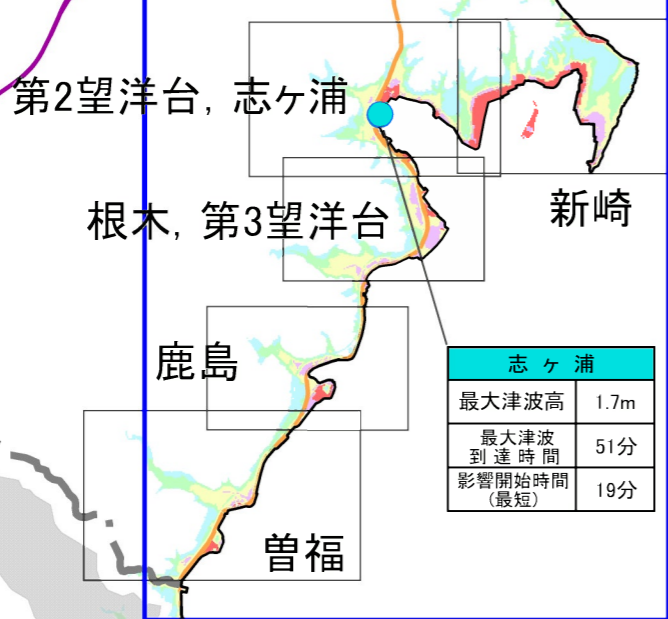 第2望洋台, 志ヶ浦
新崎
根木, 第3望洋台
鹿島
曽福
志ヶ浦
最大津波高 1.7m
最大津波
到達時間 51分
影響開始時間
(最短) 19分